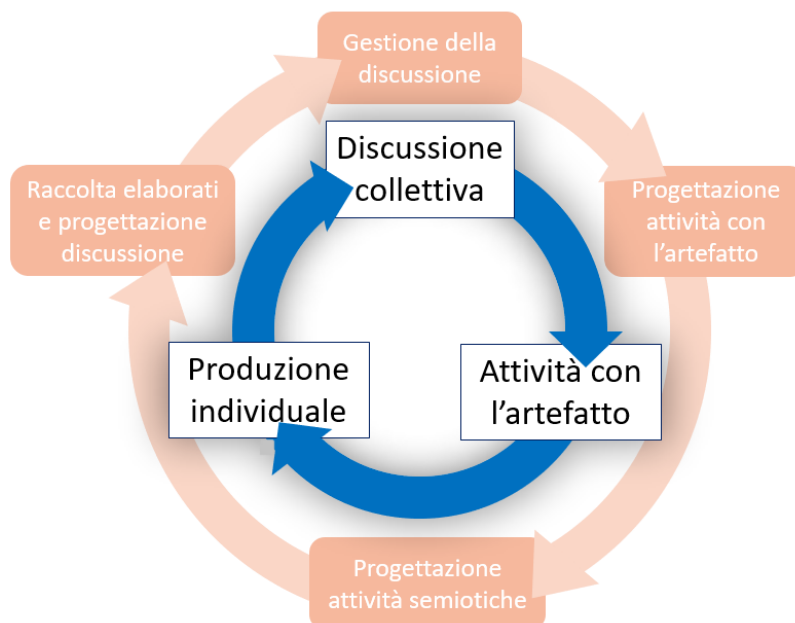 Gestione della
discussione
Discussione
collettiva
Raccolta elaborati
e progettazione
discussione
Progettazione
attività con
l’artefatto
Produzione
individuale
Attività con
l’artefatto
Progettazione
attività semiotiche